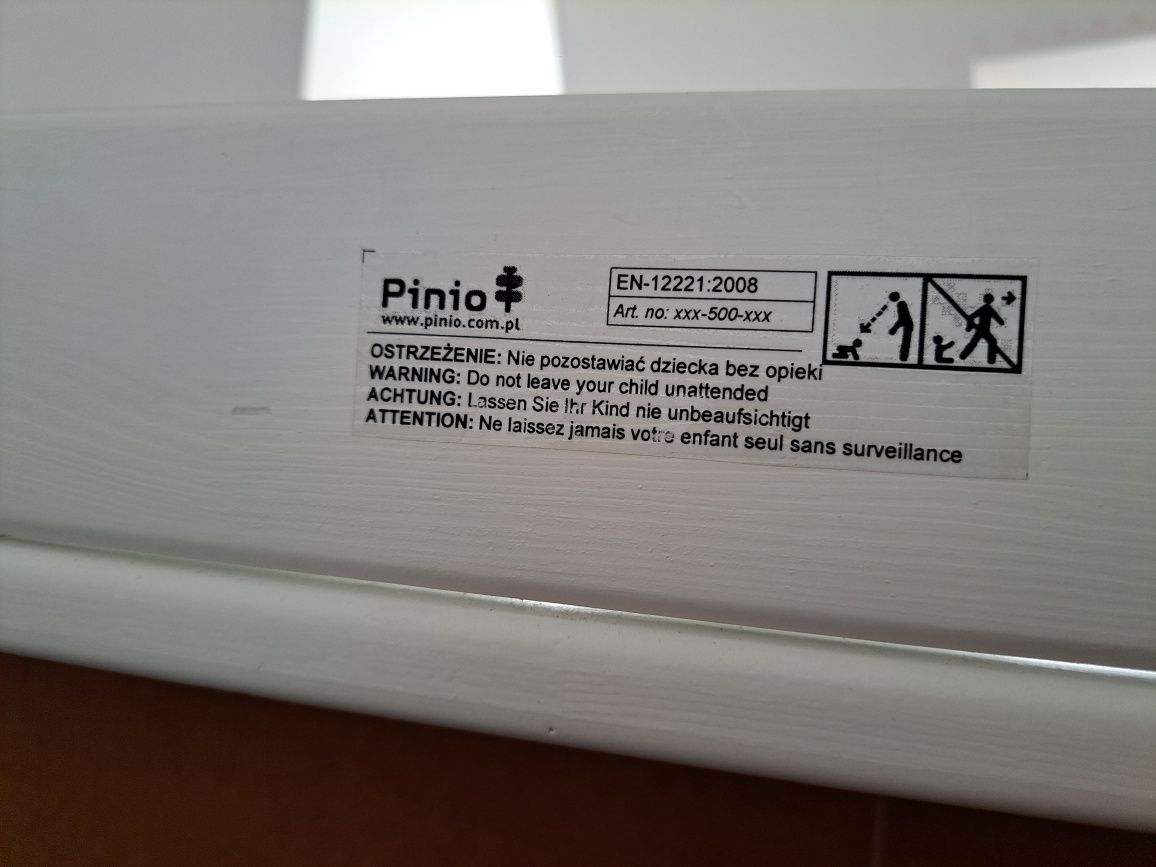 Pinio
www.pinio.com.pl
EN-12221:2008
Art. no: xxx-500-xxx
OSTRZEŻENIE: Nie pozostawiać dziecka bez opieki
WARNING: Do not leave your child unattended
ACHTUNG: Lassen Sie Ihr Kind nie unbeaufsichtigt
ATTENTION: Ne laissez jamais votre enfant seul sans surveillance